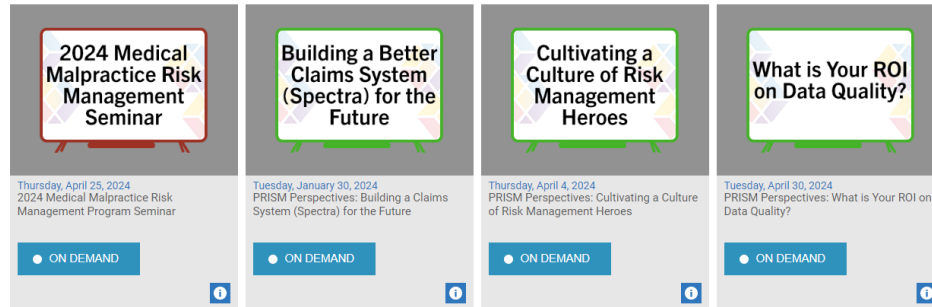 2024 Medical
Malpractice Risk
Management
Seminar
Thursday, April 25, 2024
2024 Medical Malpractice Risk
Management Program Seminar
ON DEMAND
Building a Better
Claims System
(Spectra) for the
Future
Tuesday, January 30, 2024
PRISM Perspectives: Building a Claims
System (Spectra) for the Future
ON DEMAND
Cultivating a
Culture of Risk
Management
Heroes
Thursday, April 4, 2024
PRISM Perspectives: Cultivating a Culture
of Risk Management Heroes
ON DEMAND
What is Your ROI
on Data Quality?
Tuesday, April 30, 2024
PRISM Perspectives: What is Your ROI on
Data Quality?
ON DEMAND